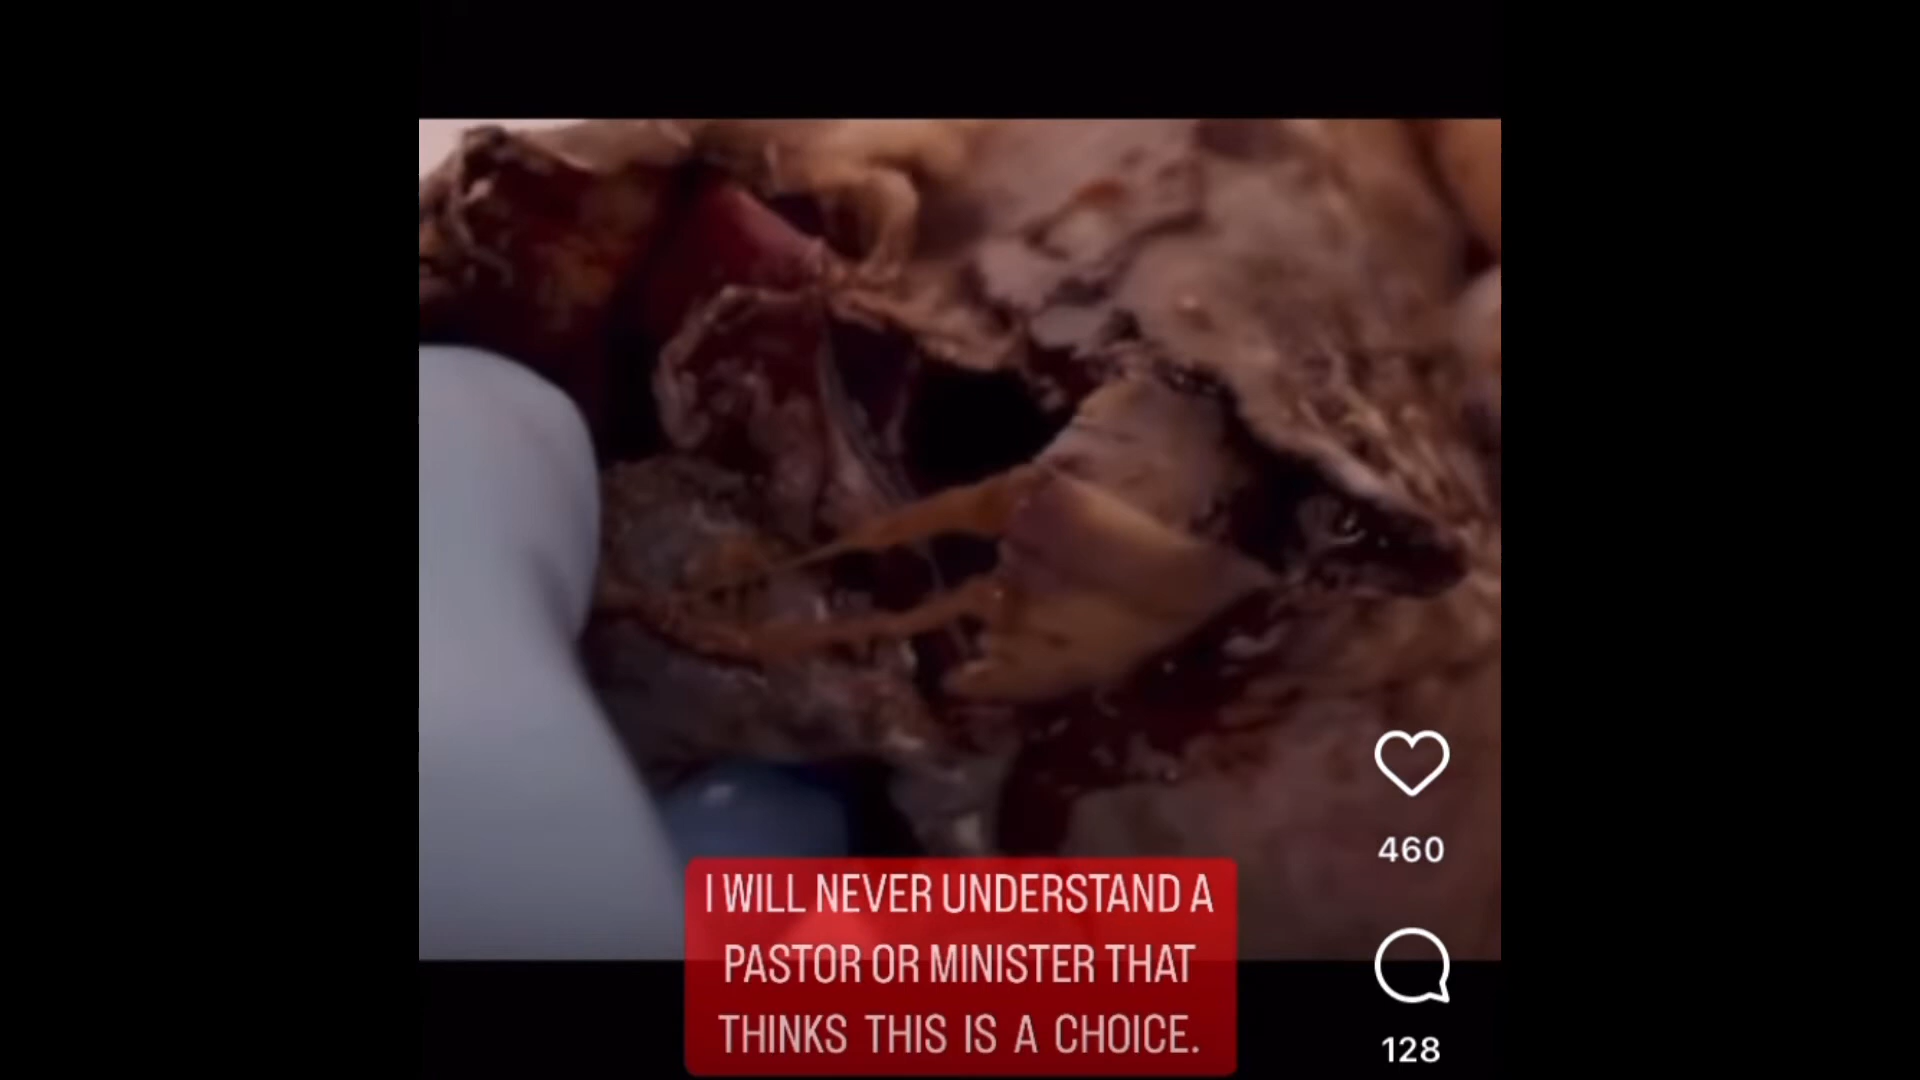 460
I WILL NEVER UNDERSTAND A
PASTOR OR MINISTER THAT
THINKS THIS IS A CHOICE.
128